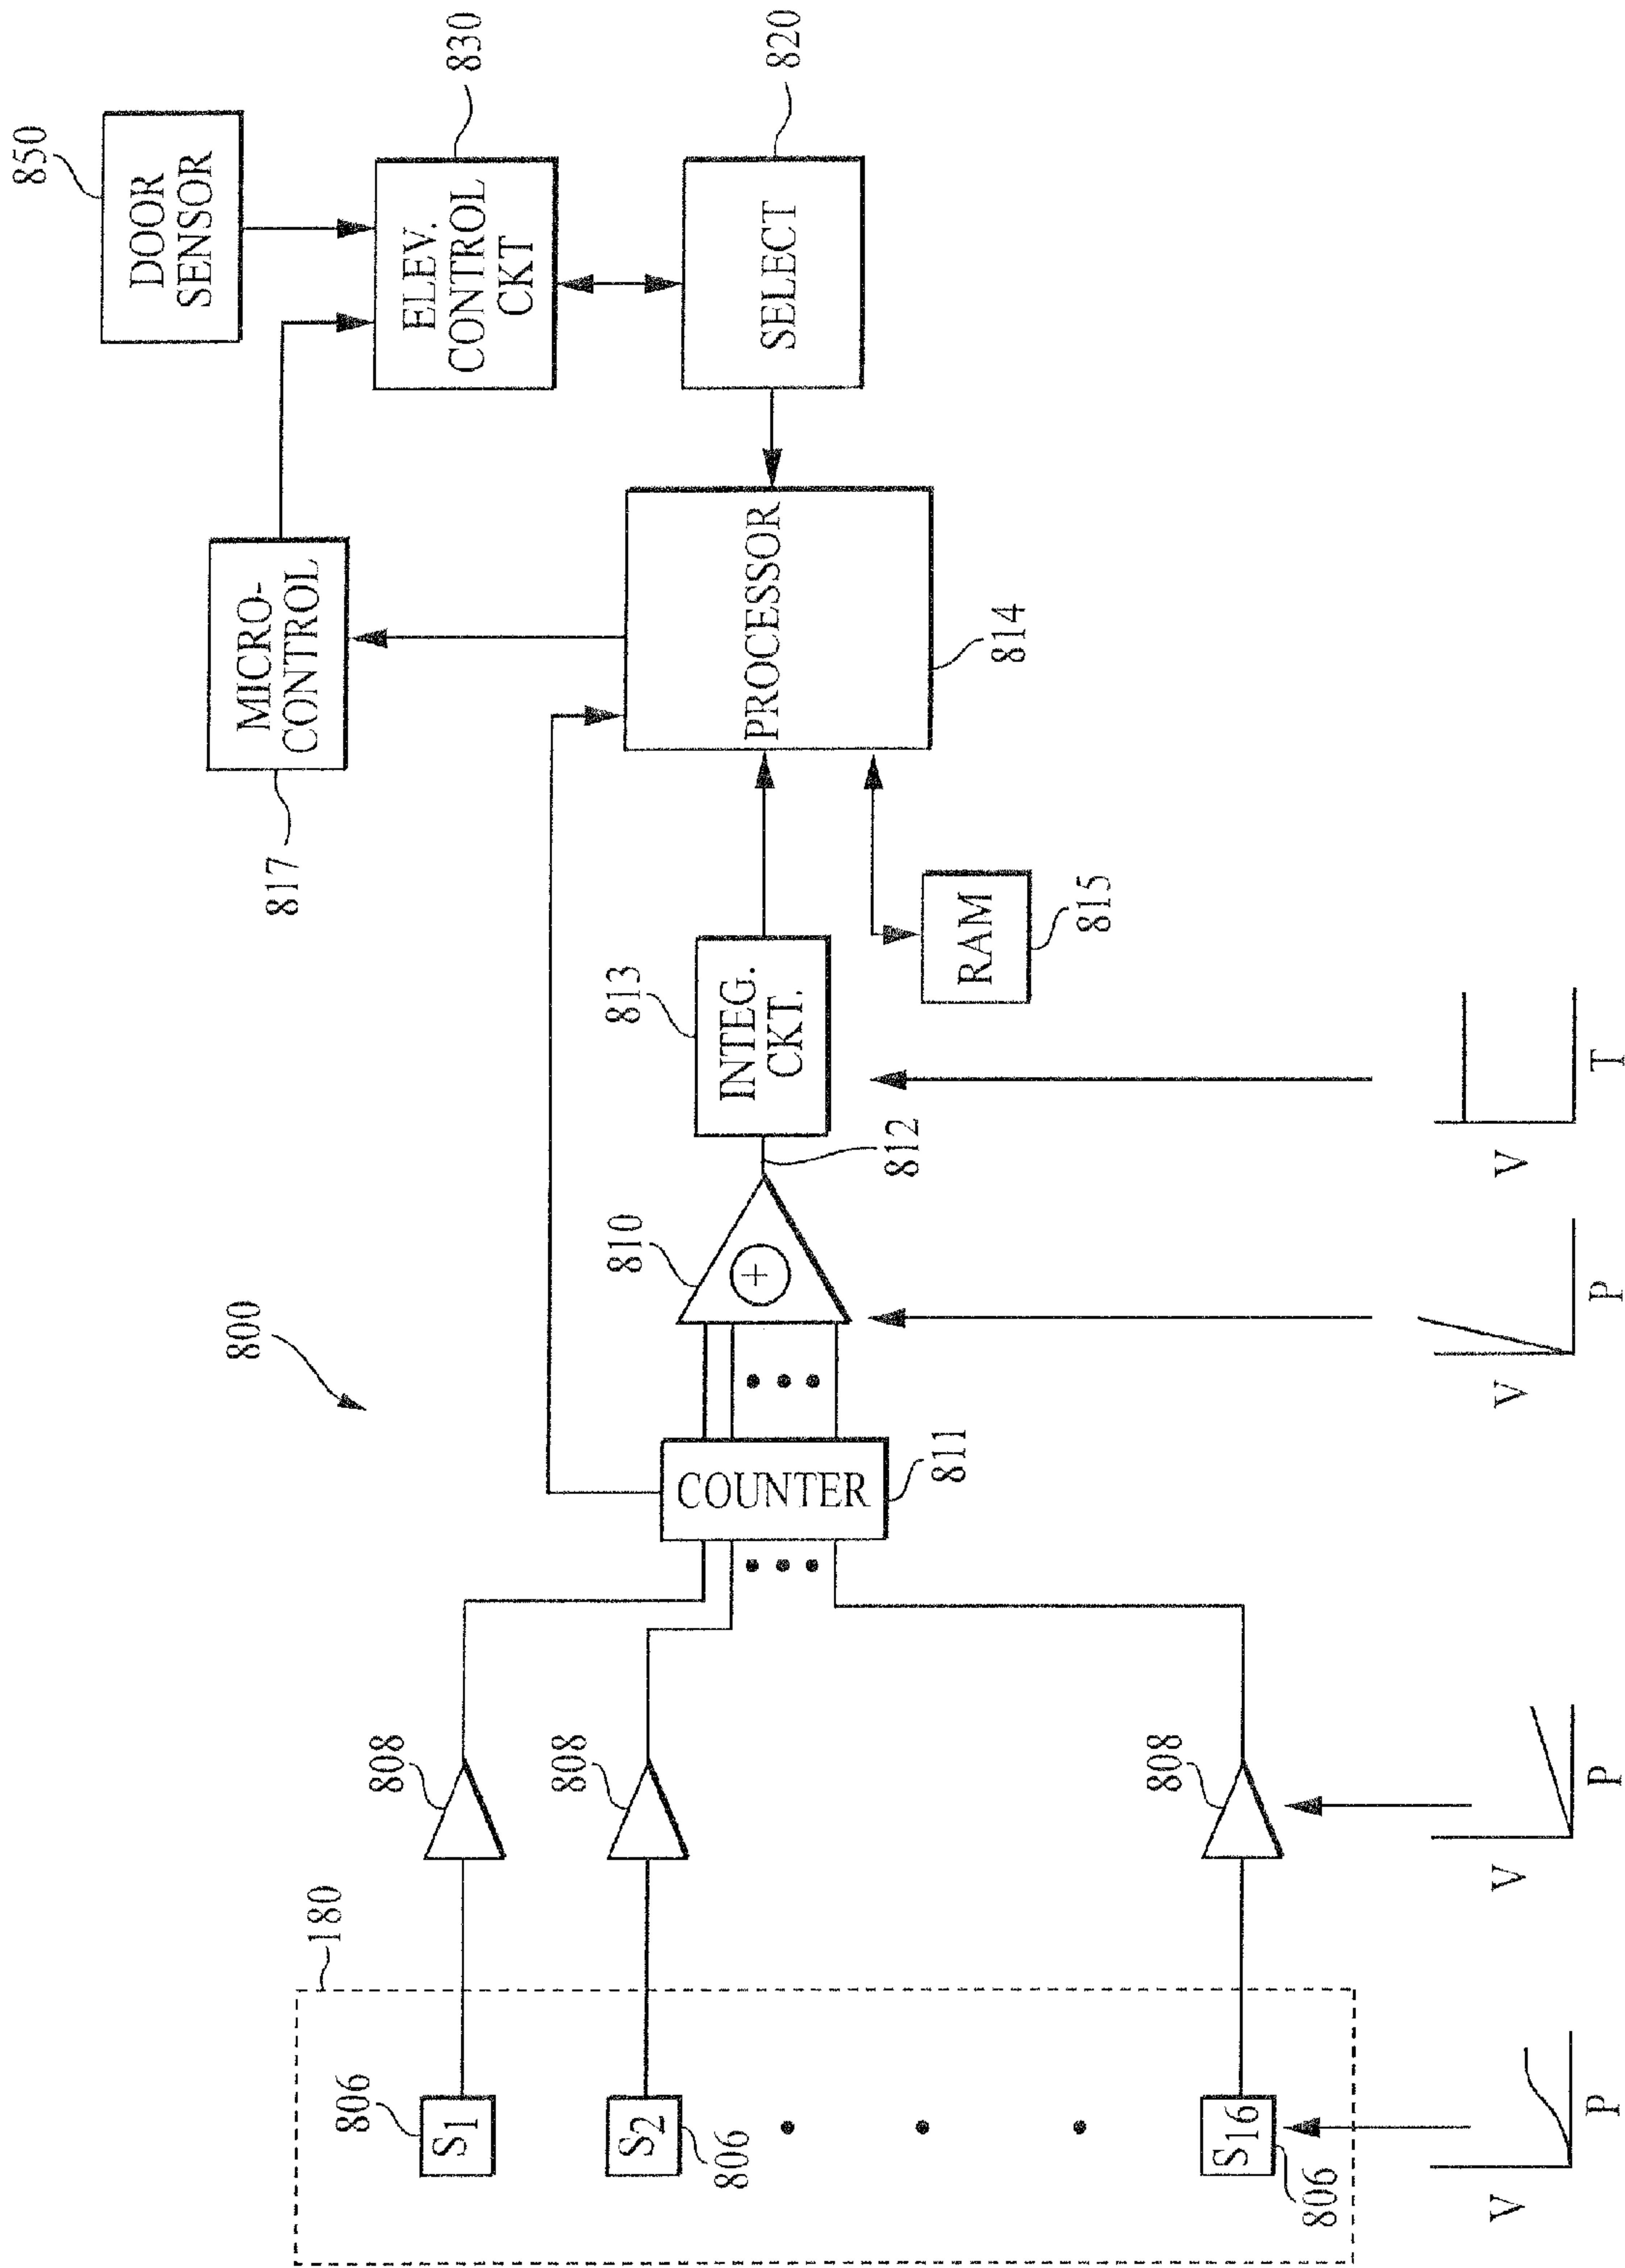 800
180
806
S1
806
S2
806
S16
808
808
808
COUNTER
811
810
812
813
INTEG.
CKT.
RAM
815
PROCESSOR
814
MICRO-
CONTROL
817
DOOR
SENSOR
850
ELEV.
CONTROL
CKT
830
SELECT
820
V
P
V
P
V
P
V
T